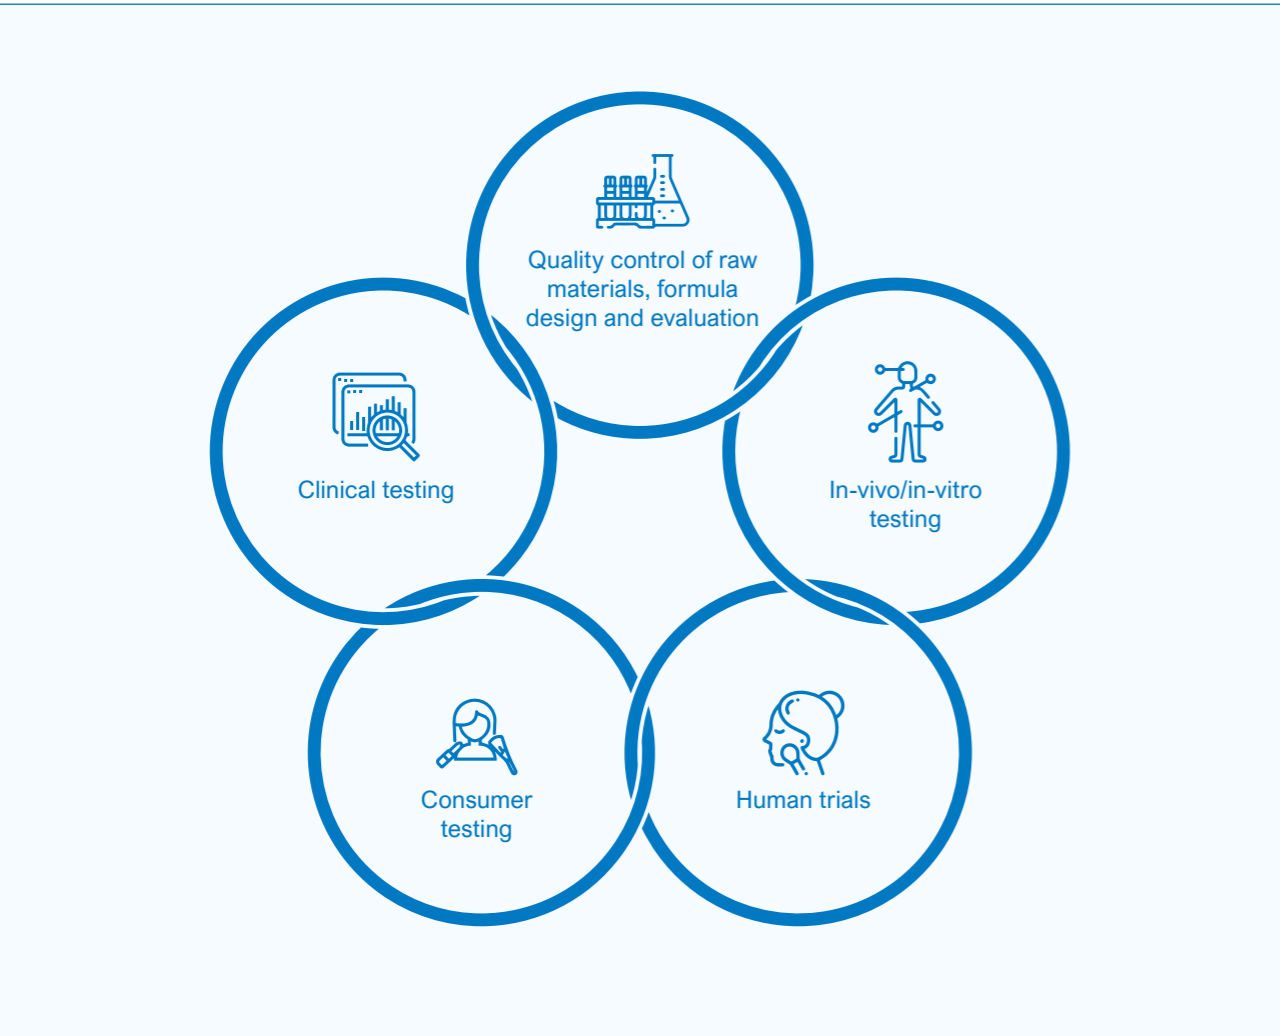 Quality control of raw
materials, formula
design and evaluation
Clinical testing
In-vivo/in-vitro
testing
Consumer
testing
Human trials